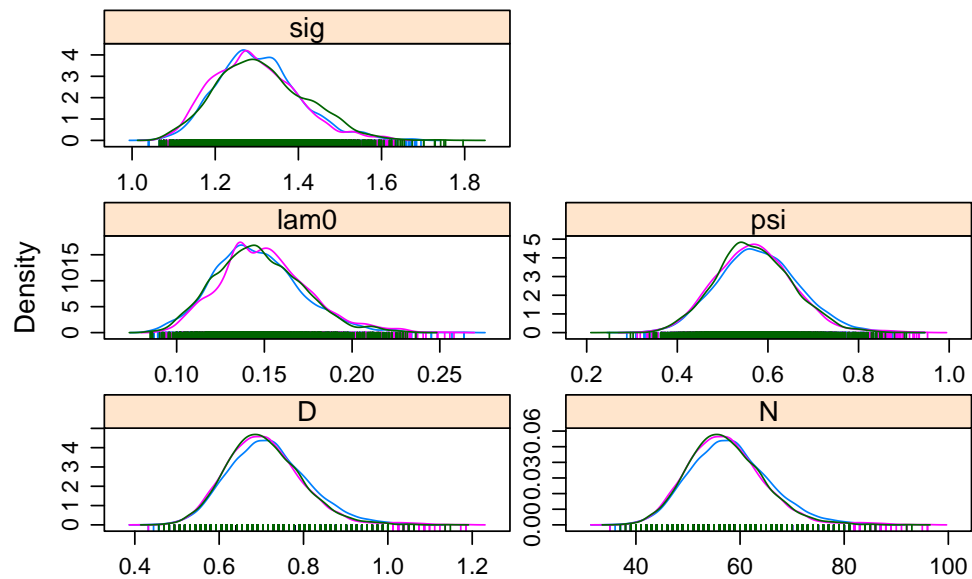 sig
0 1 2 3 4
1.0 1.2 1.4 1.6 1.8
lam0 psi
0 5 10 15
0 1 2 3 4 5
0.10 0.15 0.20 0.25
0.2 0.4 0.6 0.8 1.0
D N
0 1 2 3 4
0.00 0.03 0.06
0.4 0.6 0.8 1.0 1.2
40 60 80 100
Density